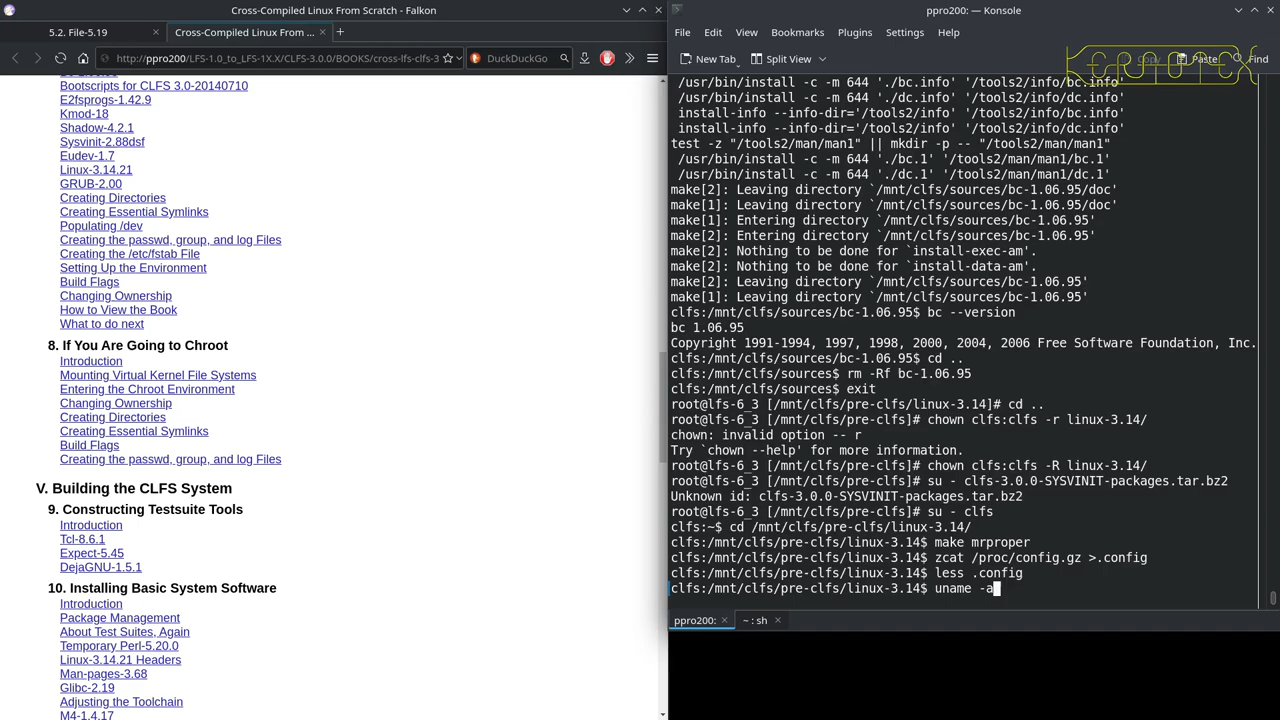 Cross-Compiled Linux From Scratch - Falkon
5.2. File-5.19
Cross-Compiled Linux From ...
http://ppro200/LFS-1.0_to_LFS-1X.X/CLFS-3.0.0/BOOKS/cross-lfs-clfs-3
DuckDuckGo
Bootscripts for CLFS 3.0-20140710
E2fsprogs-1.42.9
Kmod-18
Shadow-4.2.1
Sysvinit-2.88dsf
Eudev-1.7
Linux-3.14.21
GRUB-2.00
Creating Directories
Creating Essential Symlinks
Populating /dev
Creating the passwd, group, and log Files
Creating the /etc/fstab File
Setting Up the Environment
Build Flags
Changing Ownership
How to View the Book
What to do next
8. If You Are Going to Chroot
Introduction
Mounting Virtual Kernel File Systems
Entering the Chroot Environment
Changing Ownership
Creating Directories
Creating Essential Symlinks
Build Flags
Creating the passwd, group, and log Files
V. Building the CLFS System
9. Constructing Testsuite Tools
Introduction
Tcl-8.6.1
Expect-5.45
DejaGNU-1.5.1
10. Installing Basic System Software
Introduction
Package Management
About Test Suites, Again
Temporary Perl-5.20.0
Linux-3.14.21 Headers
Man-pages-3.68
Glibc-2.19
Adjusting the Toolchain
M4-1.4.17
ppro200: — Konsole
File Edit View Bookmarks Plugins Settings Help
New Tab Split View Copy Paste Find
/usr/bin/install -c -m 644 './bc.info' '/tools2/info/bc.info'
/usr/bin/install -c -m 644 './dc.info' '/tools2/info/dc.info'
install-info --info-dir='/tools2/info' '/tools2/info/bc.info'
install-info --info-dir='/tools2/info' '/tools2/info/dc.info'
test -z "/tools2/man/man1" || mkdir -p -- "/tools2/man/man1"
/usr/bin/install -c -m 644 './bc.1' '/tools2/man/man1/bc.1'
/usr/bin/install -c -m 644 './dc.1' '/tools2/man/man1/dc.1'
make[2]: Leaving directory `/mnt/clfs/sources/bc-1.06.95/doc'
make[1]: Leaving directory `/mnt/clfs/sources/bc-1.06.95/doc'
make[1]: Entering directory `/mnt/clfs/sources/bc-1.06.95'
make[2]: Entering directory `/mnt/clfs/sources/bc-1.06.95'
make[2]: Nothing to be done for `install-exec-am'.
make[2]: Nothing to be done for `install-data-am'.
make[2]: Leaving directory `/mnt/clfs/sources/bc-1.06.95'
make[1]: Leaving directory `/mnt/clfs/sources/bc-1.06.95'
clfs:/mnt/clfs/sources/bc-1.06.95$ bc --version
bc 1.06.95
Copyright 1991-1994, 1997, 1998, 2000, 2004, 2006 Free Software Foundation, Inc.
clfs:/mnt/clfs/sources/bc-1.06.95$ cd ..
clfs:/mnt/clfs/sources$ rm -Rf bc-1.06.95
clfs:/mnt/clfs/sources$ exit
root@lfs-6_3 [/mnt/clfs/pre-clfs/linux-3.14]# cd ..
root@lfs-6_3 [/mnt/clfs/pre-clfs]# chown clfs:clfs -r linux-3.14/
chown: invalid option -- r
Try `chown --help' for more information.
root@lfs-6_3 [/mnt/clfs/pre-clfs]# chown clfs:clfs -R linux-3.14/
root@lfs-6_3 [/mnt/clfs/pre-clfs]# su - clfs-3.0.0-SYSVINIT-packages.tar.bz2
Unknown id: clfs-3.0.0-SYSVINIT-packages.tar.bz2
root@lfs-6_3 [/mnt/clfs/pre-clfs]# su - clfs
clfs:~$ cd /mnt/clfs/pre-clfs/linux-3.14/
clfs:/mnt/clfs/pre-clfs/linux-3.14$ make mrproper
clfs:/mnt/clfs/pre-clfs/linux-3.14$ zcat /proc/config.gz >.config
clfs:/mnt/clfs/pre-clfs/linux-3.14$ less .config
clfs:/mnt/clfs/pre-clfs/linux-3.14$ uname -a
ppro200:
~ : sh